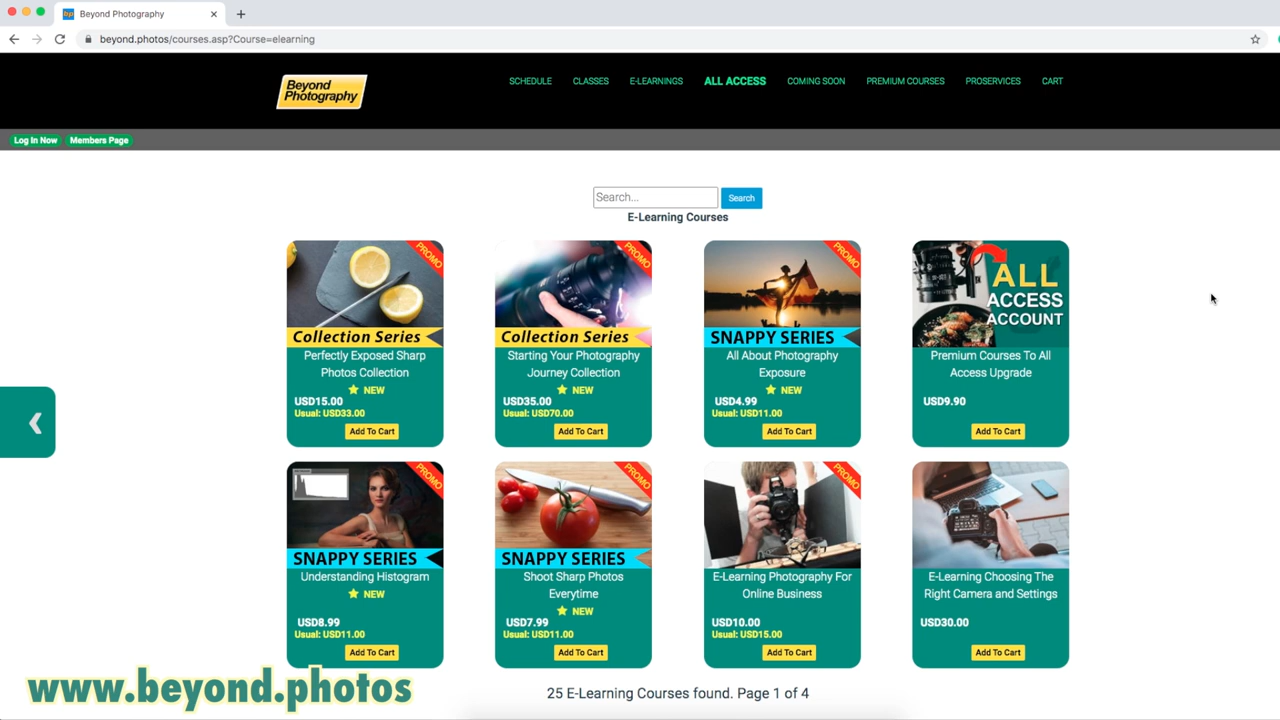 Beyond Photography
beyond.photos/courses.asp?Course=elearning
Beyond
Photography
SCHEDULE CLASSES E-LEARNINGS ALL ACCESS COMING SOON PREMIUM COURSES PROSERVICES CART
Log In Now Members Page
Search... Search
E-Learning Courses
PROMO
Collection Series
Perfectly Exposed Sharp
Photos Collection
NEW
USD15.00
Usual: USD33.00
Add To Cart
PROMO
Collection Series
Starting Your Photography
Journey Collection
NEW
USD35.00
Usual: USD70.00
Add To Cart
PROMO
SNAPPY SERIES
All About Photography
Exposure
NEW
USD4.99
Usual: USD11.00
Add To Cart
ALL
ACCESS
ACCOUNT
Premium Courses To All
Access Upgrade
USD9.90
Add To Cart
PROMO
SNAPPY SERIES
Understanding Histogram
NEW
USD8.99
Usual: USD11.00
Add To Cart
PROMO
SNAPPY SERIES
Shoot Sharp Photos
Everytime
NEW
USD7.99
Usual: USD11.00
Add To Cart
PROMO
E-Learning Photography For
Online Business
USD10.00
Usual: USD15.00
Add To Cart
E-Learning Choosing The
Right Camera and Settings
USD30.00
Add To Cart
www.beyond.photos
25 E-Learning Courses found. Page 1 of 4